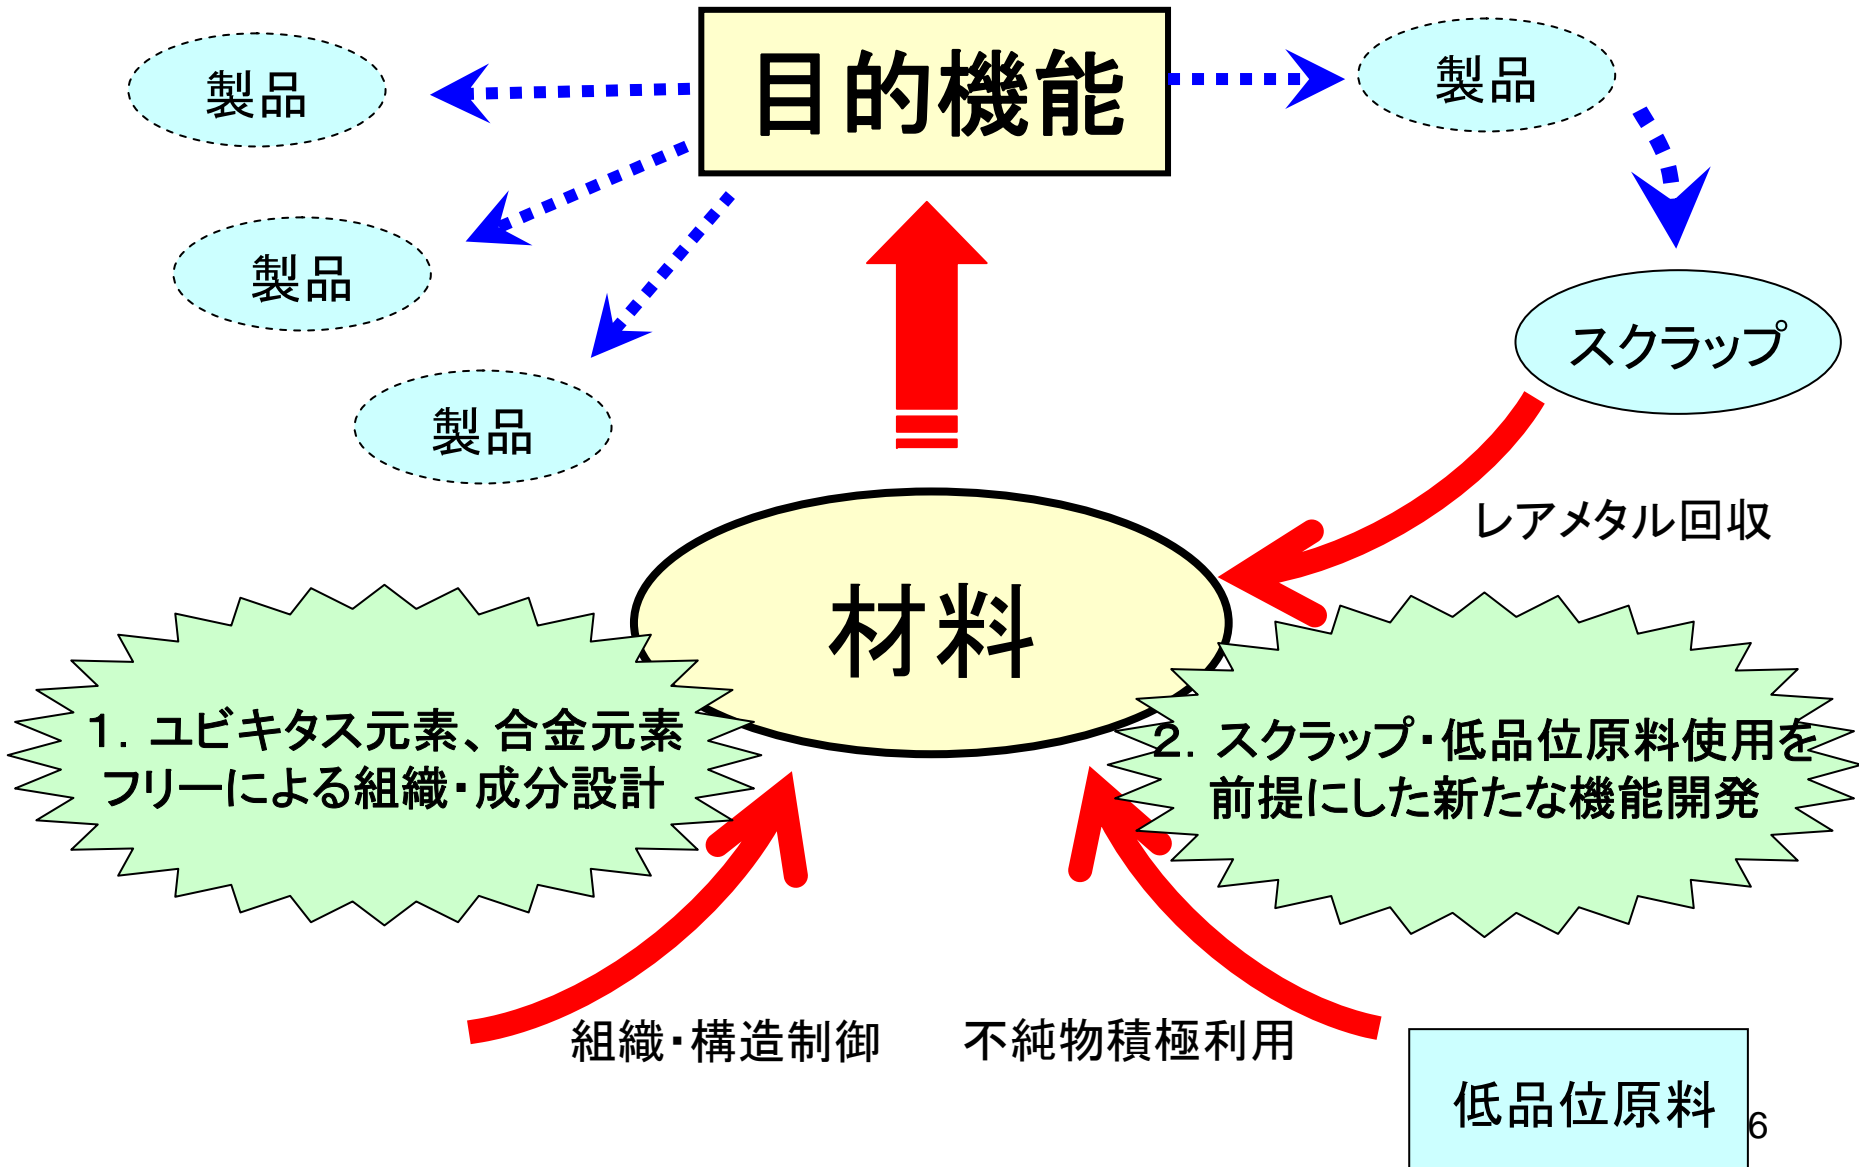 目的機能
製品
製品
製品
製品
スクラップ
レアメタル回収
材料
１．ユビキタス元素、合金元素
フリーによる組織・成分設計
２．スクラップ・低品位原料使用を
前提にした新たな機能開発
組織・構造制御
不純物積極利用
低品位原料
6